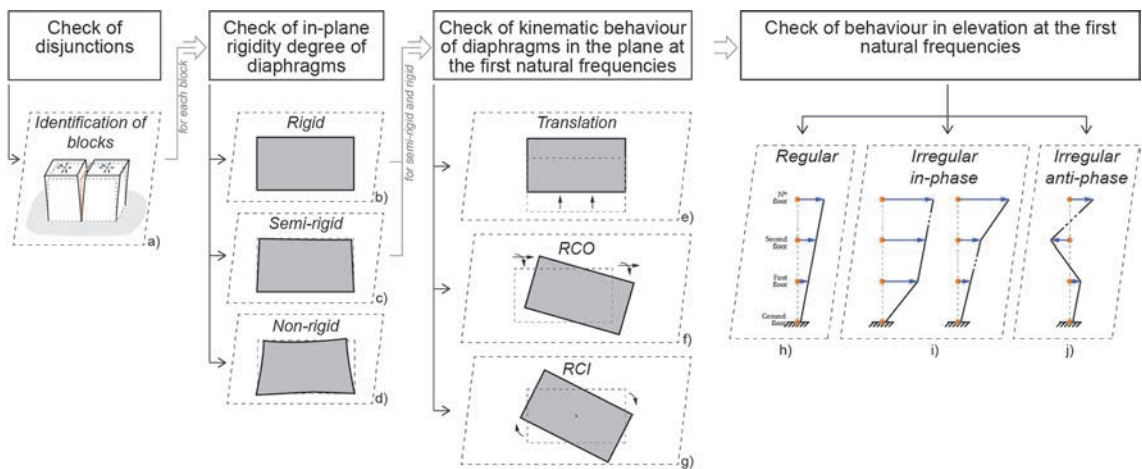 Check of
disjunctions
for each block
Check of in-plane
rigidity degree of
diaphragms
for semi-rigid and rigid
Check of kinematic behaviour
of diaphragms in the plane at
the first natural frequencies
Check of behaviour in elevation at the first
natural frequencies
Identification of
blocks
a)
Rigid
b)
Semi-rigid
c)
Non-rigid
d)
Translation
e)
RCO
f)
RCI
g)
Regular
Nth
floor
Second
floor
First
floor
Ground
floor
h)
Irregular
in-phase
i)
Irregular
anti-phase
j)